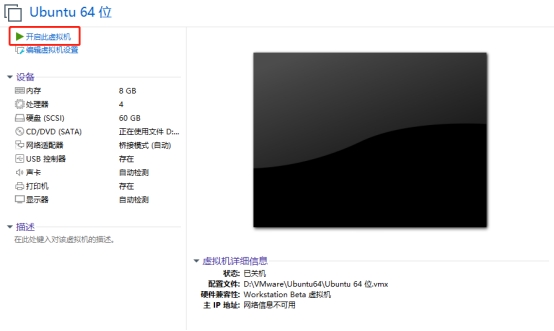 Ubuntu 64 位
开启此虚拟机
编辑虚拟机设备
设备
内存 8 GB
处理器 4
硬盘 (SCSI) 60 GB
CD/DVD (SATA) 正在使用文件 D:...
网络适配器 桥接模式 (自动)
USB 控制器 存在
声卡 自动检测
打印机 存在
显示器 自动检测
描述
在此处键入对该虚拟机的描述。
虚拟机详细信息
状态: 已关机
配置文件: D:\VMware\Ubuntu64\Ubuntu 64 位.vmx
硬件兼容性: Workstation Beta 虚拟机
主 IP 地址: 网络信息不可用